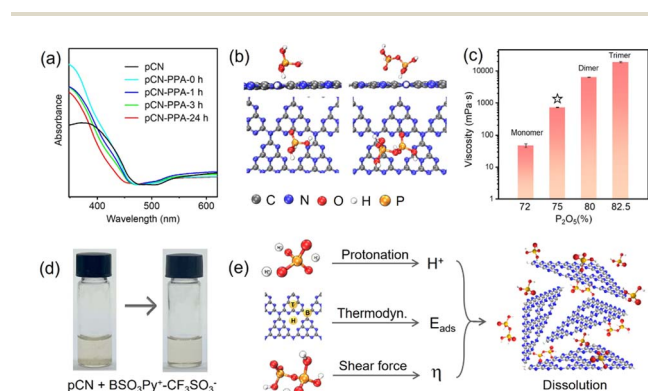 (a)
pCN
pCN-PPA-0 h
pCN-PPA-1 h
pCN-PPA-3 h
pCN-PPA-24 h
Absorbance
400 500 600
Wavelength (nm)
(b)
C N O H P
(c)
Viscosity (mPa·s)
10000
1000
100
10
1
Monomer
Dimer
Trimer
72 75 80 82.5
P₂O₅(%)
(d)
pCN + BSO₃Py⁺-CF₃SO₃⁻
(e)
Protonation
H⁺
Thermodyn.
T
B
H
E_ads
Shear force
η
Dissolution